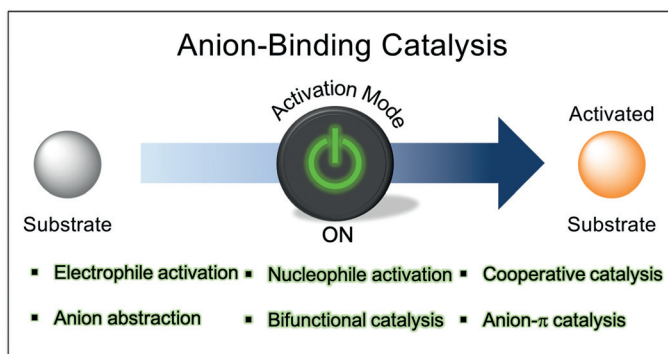 Anion-Binding Catalysis
Activation Mode
Activated
Substrate
Substrate
ON
▪ Electrophile activation ▪ Nucleophile activation ▪ Cooperative catalysis
▪ Anion abstraction ▪ Bifunctional catalysis ▪ Anion-π catalysis